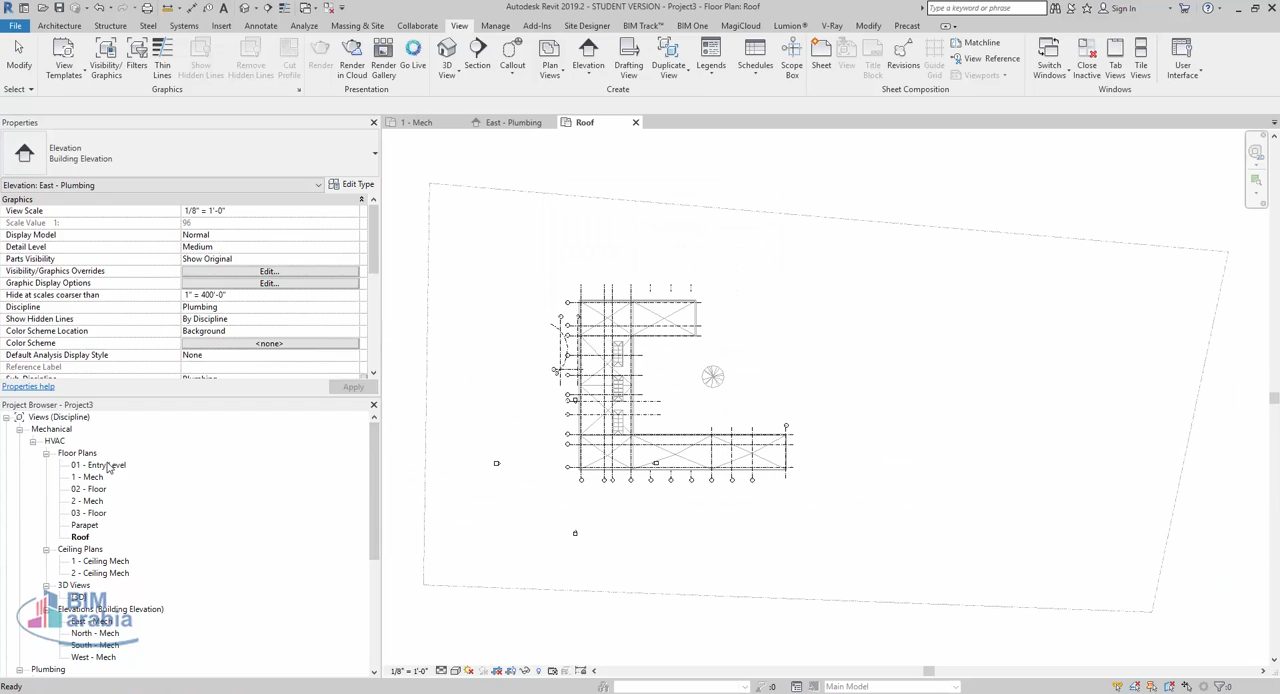 Autodesk Revit 2019.2 - STUDENT VERSION - Project3 - Floor Plan: Roof
Type a keyword or phrase
Sign In
File Architecture Structure Steel Systems Insert Annotate Analyze Massing & Site Collaborate View Manage Add-Ins Site Designer BIM Track™ BIM One MagiCloud Lumion® V-Ray Modify Precast
Modify
View Templates
Visibility/ Graphics
Filters
Thin Lines
Show Hidden Lines
Remove Hidden Lines
Cut Profile
Render
Render in Cloud
Render Gallery
Go Live
3D View
Section
Callout
Plan Views
Elevation
Drafting View
Duplicate View
Legends
Schedules
Scope Box
Sheet
View
Title Block
Revisions
Guide Grid
Matchline
View Reference
Viewports
Switch Windows
Close Inactive
Tab Views
Tile Views
User Interface
Select
Graphics
Presentation
Create
Sheet Composition
Windows
Properties
1 - Mech
East - Plumbing
Roof
Elevation
Building Elevation
Elevation: East - Plumbing
Edit Type
Graphics
View Scale 1/8" = 1'-0"
Scale Value 1: 96
Display Model Normal
Detail Level Medium
Parts Visibility Show Original
Visibility/Graphics Overrides Edit...
Graphic Display Options Edit...
Hide at scales coarser than 1" = 400'-0"
Discipline Plumbing
Show Hidden Lines By Discipline
Color Scheme Location Background
Color Scheme <none>
Default Analysis Display Style None
Reference Label
Properties help
Apply
Project Browser - Project3
Views (Discipline)
Mechanical
HVAC
Floor Plans
01 - Entry Level
1 - Mech
02 - Floor
2 - Mech
03 - Floor
Parapet
Roof
Ceiling Plans
1 - Ceiling Mech
2 - Ceiling Mech
3D Views
Elevations (Building Elevation)
East - Mech
North - Mech
South - Mech
West - Mech
Plumbing
BIM
arabia
1/8" = 1'-0"
Ready
:0
Main Model
:0